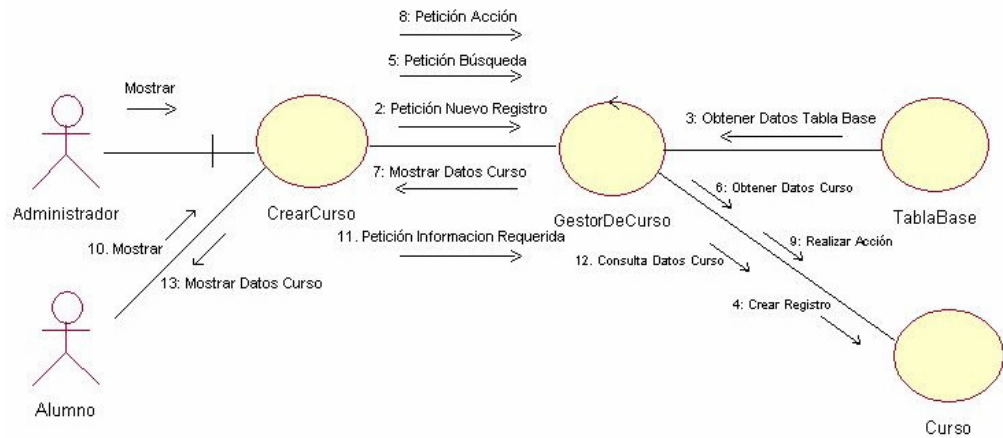 8: Petición Acción
5: Petición Búsqueda
Mostrar
2: Petición Nuevo Registro
3: Obtener Datos Tabla Base
7: Mostrar Datos Curso
6: Obtener Datos Curso
Administrador
CrearCurso
GestorDeCurso
TablaBase
10. Mostrar
11. Petición Informacion Requerida
9: Realizar Acción
12. Consulta Datos Curso
13: Mostrar Datos Curso
4: Crear Registro
Alumno
Curso